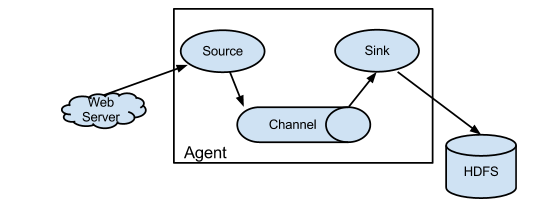 Source
Sink
Web
Server
Channel
Agent
HDFS